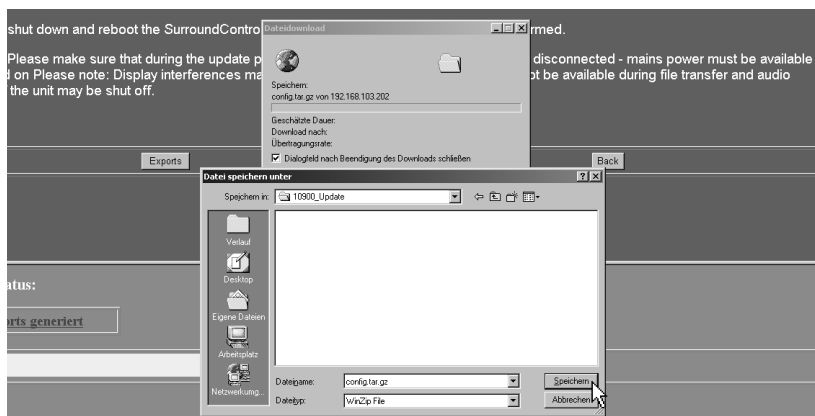 shut down and reboot the SurroundContro
rmed.
Please make sure that during the update p
disconnected - mains power must be available
d on Please note: Display interferences ma
ot be available during file transfer and audio
the unit may be shut off.
Dateidownload
Speichern:
config.tar.gz von 192.168.103.202
Geschätzte Dauer:
Download nach:
Übertragungsrate:
Dialogfeld nach Beendigung des Downloads schließen
Exports
Back
Datei speichern unter
Speichern in:
10900_Update
Verlauf
Desktop
Eigene Dateien
Arbeitsplatz
Netzwerkumg...
Dateiname:
config.tar.gz
Speichern
Dateityp:
WinZip File
Abbrechen
atus:
orts generiert